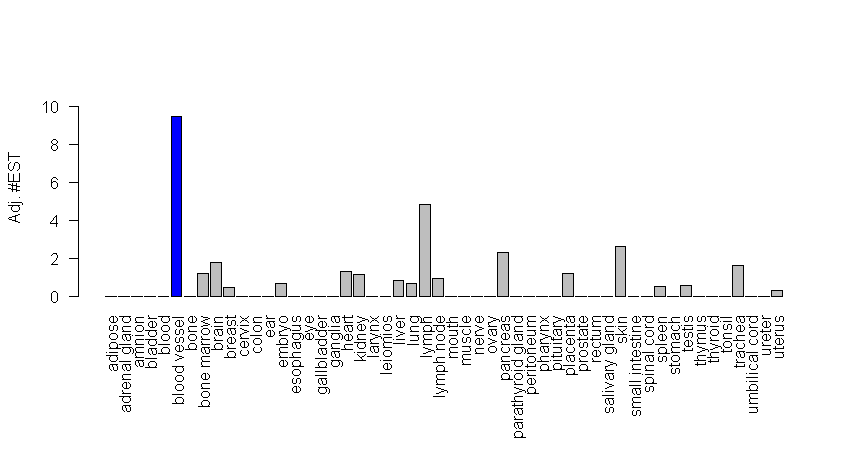 Adj. #EST
10
8
6
4
2
0
adipose
adrenal gland
amnion
bladder
blood
blood vessel
bone
bone marrow
brain
breast
cervix
colon
ear
embryo
esophagus
eye
gallbladder
ganglia
heart
kidney
larynx
leiomios
liver
lung
lymph
lymph node
mouth
muscle
nerve
ovary
pancreas
parathyroid gland
peritoneum
pharynx
pituitary
placenta
prostate
rectum
salivary gland
skin
small intestine
spinal cord
spleen
stomach
testis
thymus
thyroid
tonsil
trachea
umbilical cord
ureter
uterus